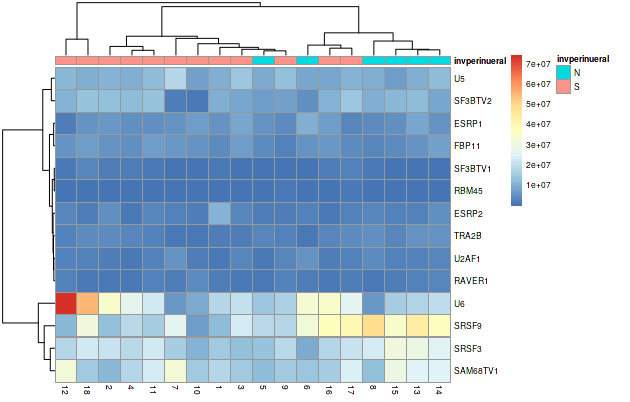 invperinueral
U5
SF3BTV2
ESRP1
FBP11
SF3BTV1
RBM45
ESRP2
TRA2B
U2AF1
RAVER1
U6
SRSF9
SRSF3
SAM68TV1
12 18 2 4 11 7 10 1 3 5 9 6 16 17 8 15 13 14
7e+07
6e+07
5e+07
4e+07
3e+07
2e+07
1e+07
invperinueral
N
S